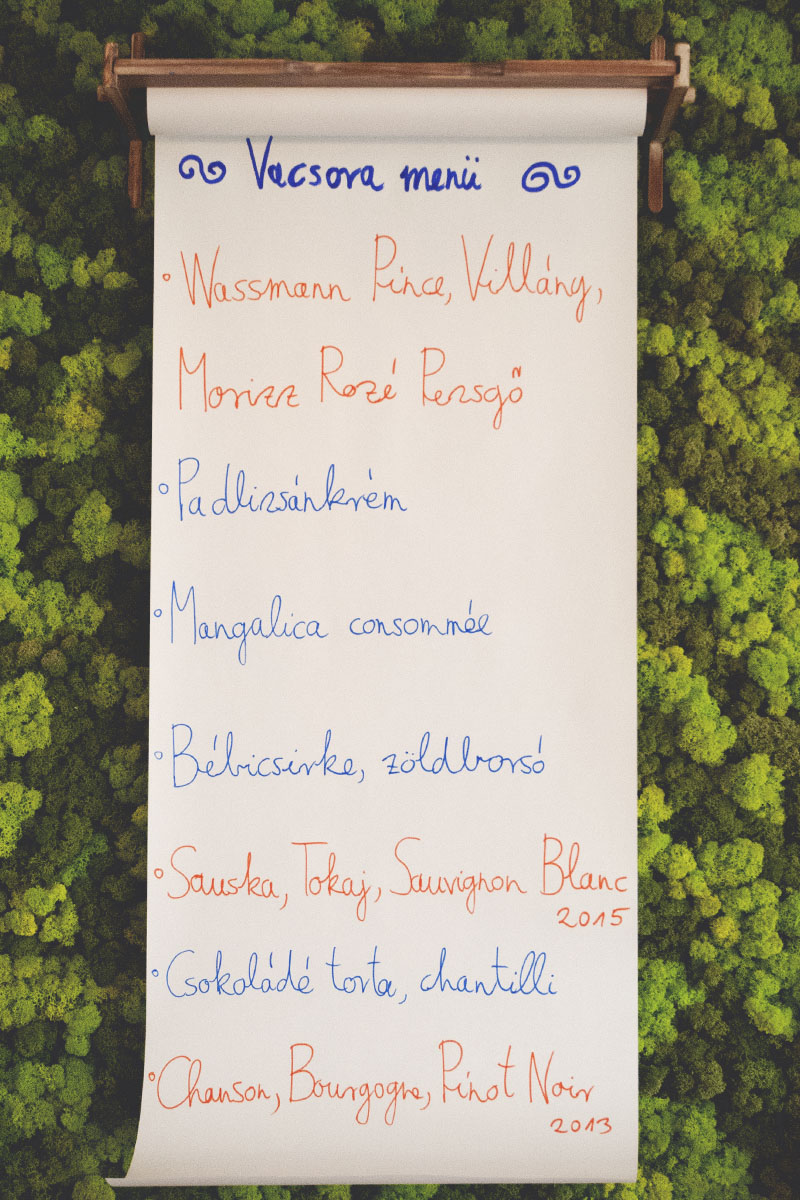 Vacsora menü
° Wassmann Pince, Villány,
Morizz Rozé Pezsgő
° Padlizsánkrém
° Mangalica consommée
° Bébicsirke, zöldborsó
° Sauska, Tokaj, Sauvignon Blanc
2015
° Csokoládé torta, chantilli
° Chanson, Bourgogne, Pinot Noir
2013